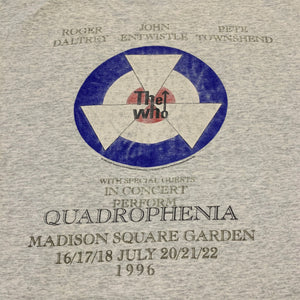 ROGER JOHN PETE
DALTREY ENTWISTLE TOWNSHEND
The
Who
WITH SPECIAL GUESTS
IN CONCERT
PERFORM
QUADROPHENIA
MADISON SQUARE GARDEN
16/17/18 JULY 20/21/22
1996